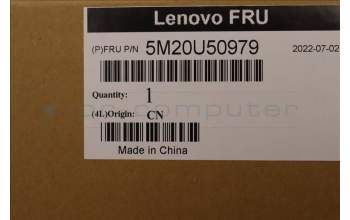 Lenovo FRU
(P)FRU P/N 5M20U50979
2022-07-02
Quantity: 1
(4L)Origin: CN
Made in China